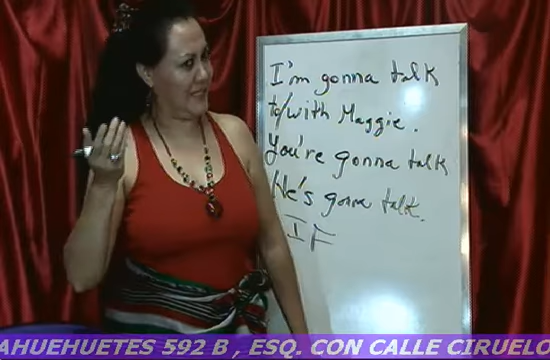 I'm gonna talk
to/with Maggie.
You're gonna talk
He's gonna talk.
IF
AHUEHUETES 592 B , ESQ. CON CALLE CIRUELO